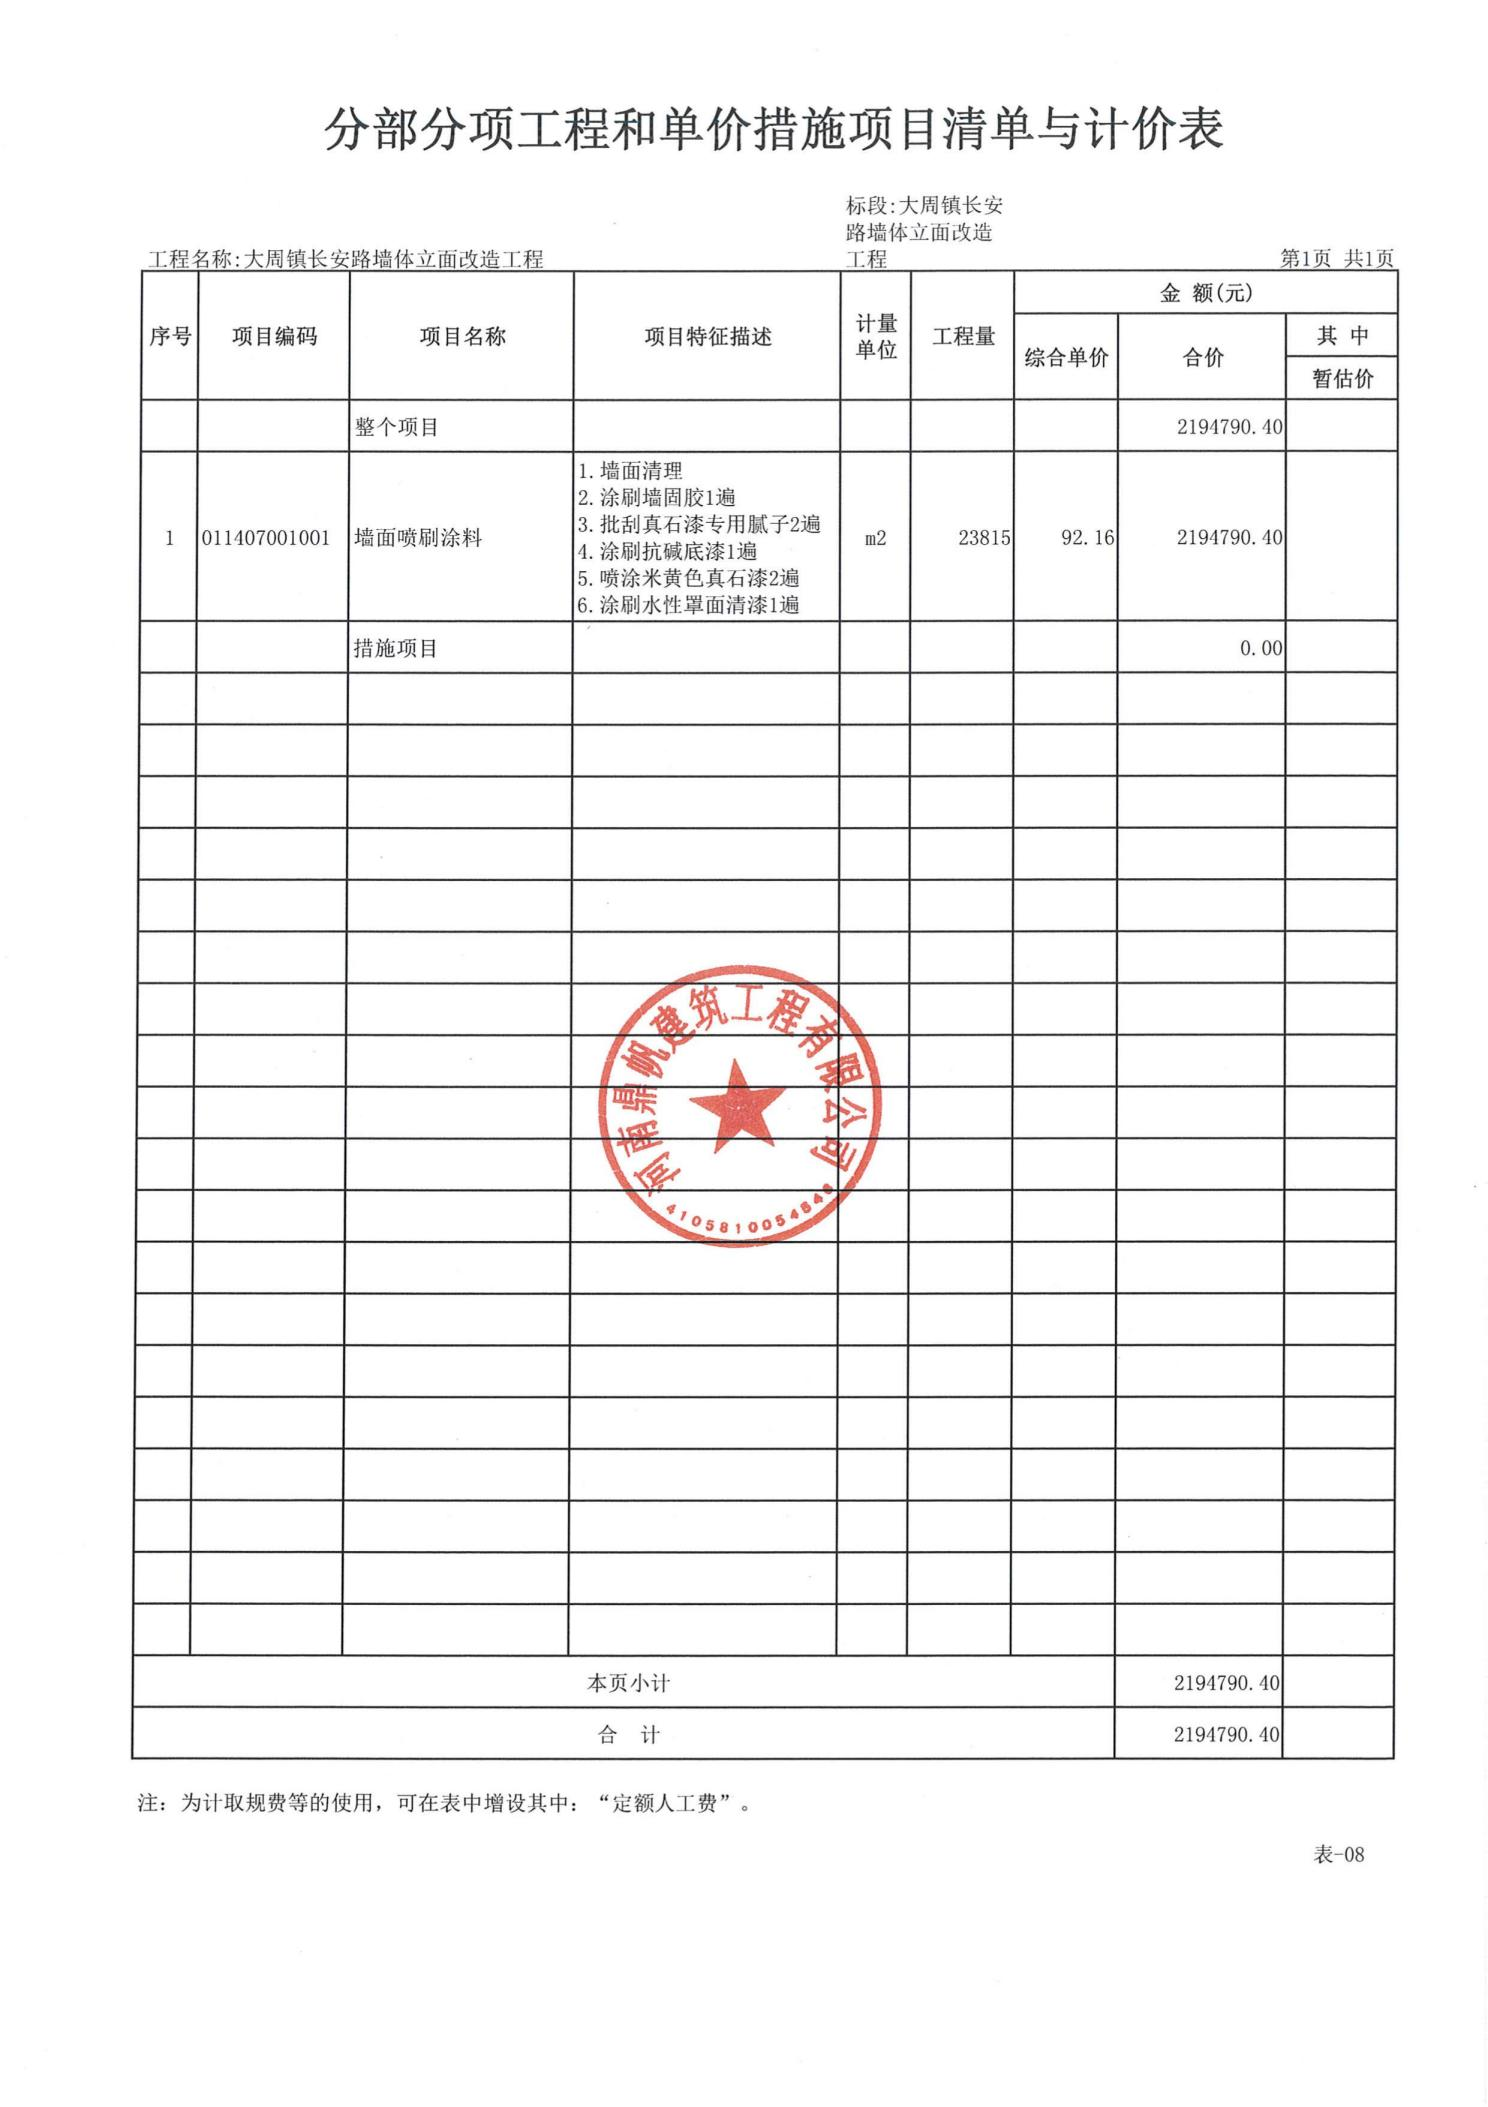 分部分项工程和单价措施项目清单与计价表
标段:大周镇长安
路墙体立面改造
工程名称:大周镇长安路墙体立面改造工程 工程 第1页 共1页
序号 项目编码 项目名称 项目特征描述 计量单位 工程量 金 额(元)
综合单价 合价 其 中
暂估价
整个项目 2194790.40
1 011407001001 墙面喷刷涂料 1.墙面清理
2.涂刷墙固胶1遍
3.批刮真石漆专用腻子2遍
4.涂刷抗碱底漆1遍
5.喷涂米黄色真石漆2遍
6.涂刷水性罩面清漆1遍
m2 23815 92.16 2194790.40
措施项目 0.00
河南鼎帆建筑工程有限公司
本页小计 2194790.40
合 计 2194790.40
注：为计取规费等的使用，可在表中增设其中：“定额人工费”。
表-08